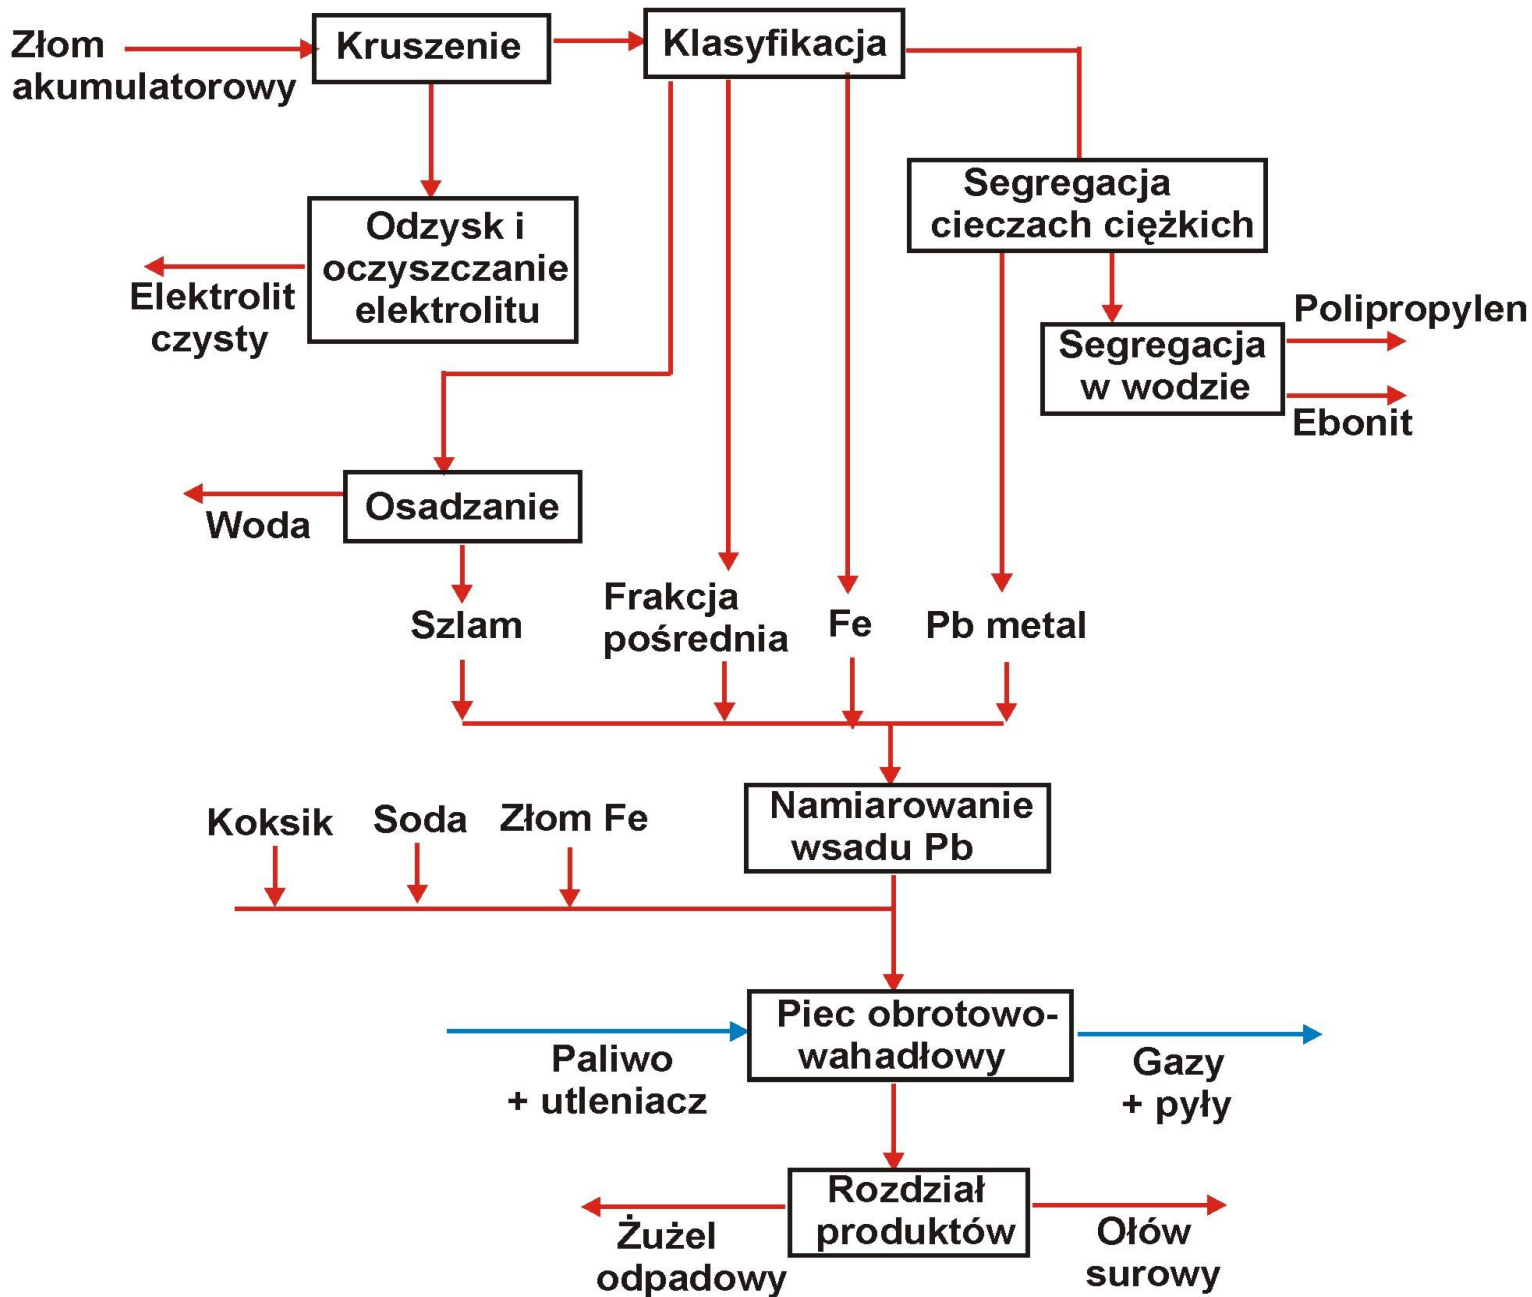 Złom
akumulatorowy
Kruszenie
Klasyfikacja
Segregacja
cieczach ciężkich
Odzysk i
oczyszczanie
elektrolitu
Elektrolit
czysty
Segregacja
w wodzie
Polipropylen
Ebonit
Osadzanie
Woda
Szlam
Frakcja
pośrednia
Fe
Pb metal
Namiarowanie
wsadu Pb
Koksik
Soda
Złom Fe
Piec obrotowo-
wahadłowy
Paliwo
+ utleniacz
Gazy
+ pyły
Rozdział
produktów
Żużel
odpadowy
Ołów
surowy